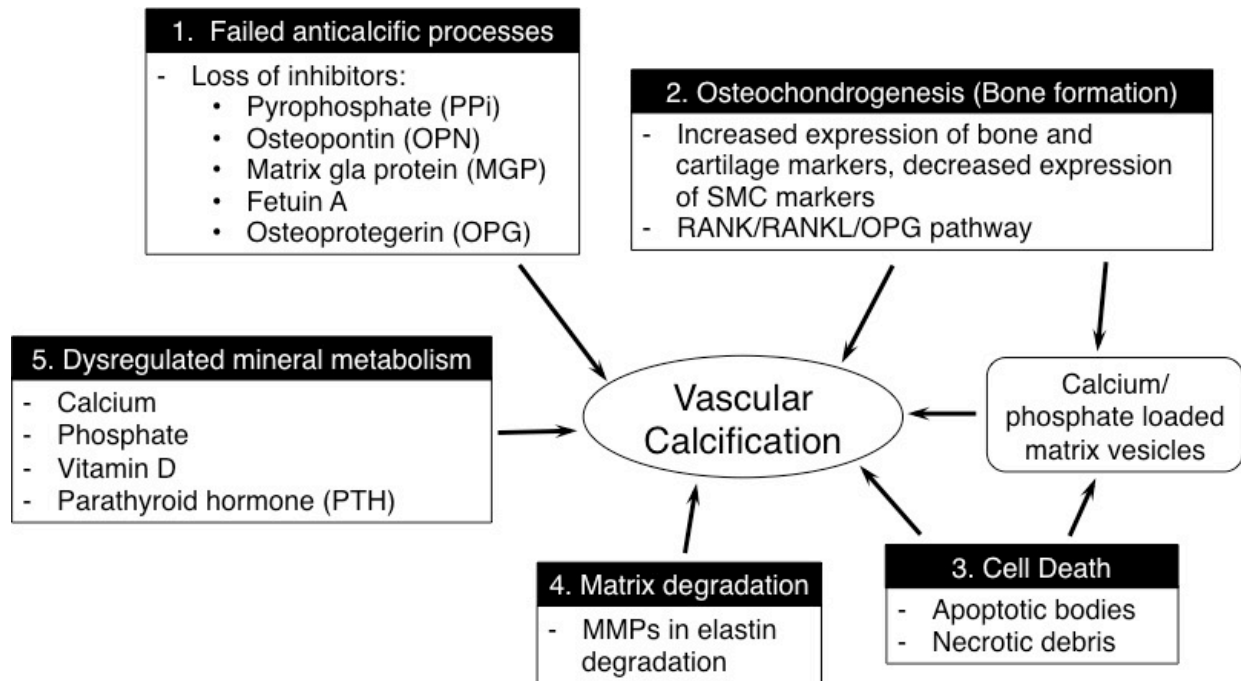 1. Failed anticalcific processes
- Loss of inhibitors:
• Pyrophosphate (PPi)
• Osteopontin (OPN)
• Matrix gla protein (MGP)
• Fetuin A
• Osteoprotegerin (OPG)
2. Osteochondrogenesis (Bone formation)
- Increased expression of bone and
cartilage markers, decreased expression
of SMC markers
- RANK/RANKL/OPG pathway
5. Dysregulated mineral metabolism
- Calcium
- Phosphate
- Vitamin D
- Parathyroid hormone (PTH)
Vascular
Calcification
Calcium/
phosphate loaded
matrix vesicles
4. Matrix degradation
- MMPs in elastin
degradation
3. Cell Death
- Apoptotic bodies
- Necrotic debris